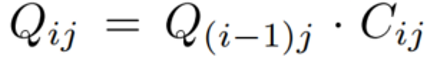 Q_{ij} = Q_{(i-1)j} · C_{ij}